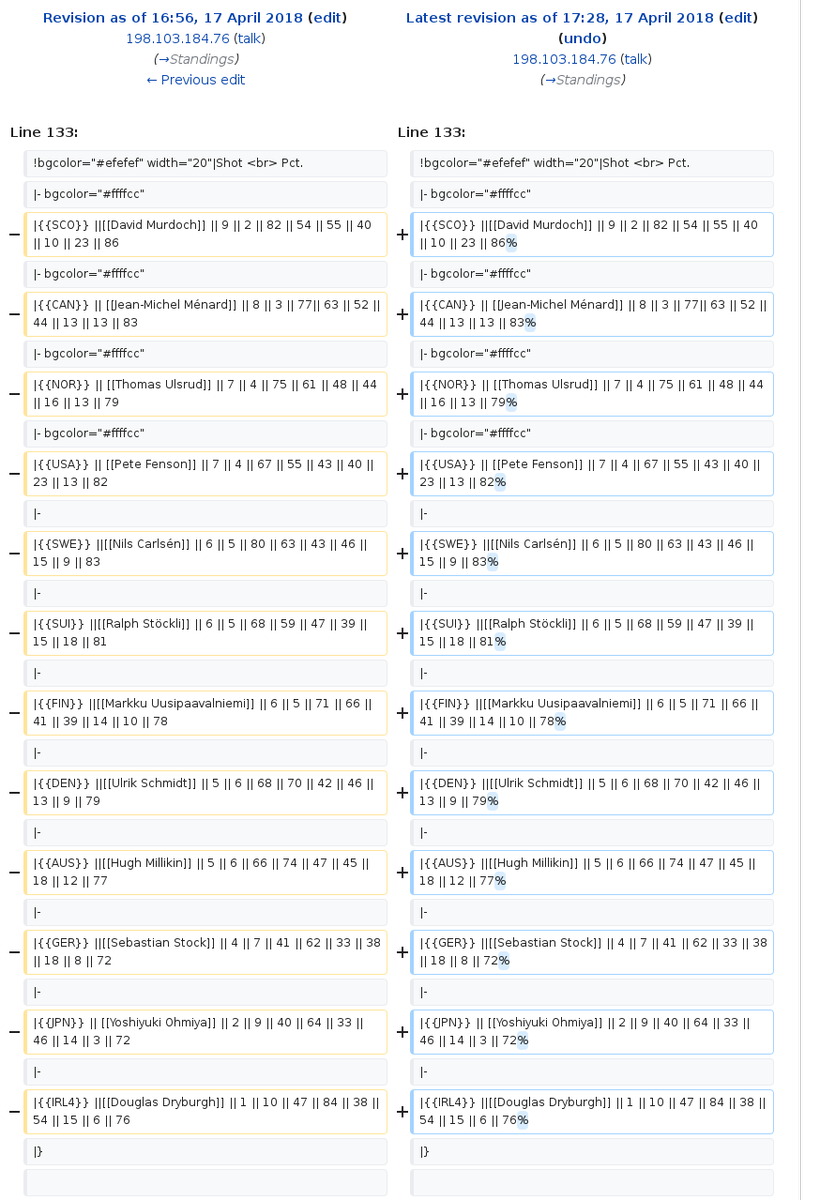 Revision as of 16:56, 17 April 2018 (edit)
198.103.184.76 (talk)
(→Standings)
← Previous edit
Latest revision as of 17:28, 17 April 2018 (edit)
(undo)
198.103.184.76 (talk)
(→Standings)
Line 133:
Line 133:
!bgcolor="#efefef" width="20"|Shot <br> Pct.
!bgcolor="#efefef" width="20"|Shot <br> Pct.
|- bgcolor="#ffffcc"
|- bgcolor="#ffffcc"
−
|{{SCO}} ||[[David Murdoch]] || 9 || 2 || 82 || 54 || 55 || 40
|| 10 || 23 || 86
+
|{{SCO}} ||[[David Murdoch]] || 9 || 2 || 82 || 54 || 55 || 40
|| 10 || 23 || 86%
|- bgcolor="#ffffcc"
|- bgcolor="#ffffcc"
−
|{{CAN}} || [[Jean-Michel Ménard]] || 8 || 3 || 77|| 63 || 52 ||
44 || 13 || 13 || 83
+
|{{CAN}} || [[Jean-Michel Ménard]] || 8 || 3 || 77|| 63 || 52 ||
44 || 13 || 13 || 83%
|- bgcolor="#ffffcc"
|- bgcolor="#ffffcc"
−
|{{NOR}} || [[Thomas Ulsrud]] || 7 || 4 || 75 || 61 || 48 || 44
|| 16 || 13 || 79
+
|{{NOR}} || [[Thomas Ulsrud]] || 7 || 4 || 75 || 61 || 48 || 44
|| 16 || 13 || 79%
|- bgcolor="#ffffcc"
|- bgcolor="#ffffcc"
−
|{{USA}} || [[Pete Fenson]] || 7 || 4 || 67 || 55 || 43 || 40 ||
23 || 13 || 82
+
|{{USA}} || [[Pete Fenson]] || 7 || 4 || 67 || 55 || 43 || 40 ||
23 || 13 || 82%
|-
|-
−
|{{SWE}} ||[[Nils Carlsén]] || 6 || 5 || 80 || 63 || 43 || 46 ||
15 || 9 || 83
+
|{{SWE}} ||[[Nils Carlsén]] || 6 || 5 || 80 || 63 || 43 || 46 ||
15 || 9 || 83%
|-
|-
−
|{{SUI}} ||[[Ralph Stöckli]] || 6 || 5 || 68 || 59 || 47 || 39 ||
15 || 18 || 81
+
|{{SUI}} ||[[Ralph Stöckli]] || 6 || 5 || 68 || 59 || 47 || 39 ||
15 || 18 || 81%
|-
|-
−
|{{FIN}} ||[[Markku Uusipaavalniemi]] || 6 || 5 || 71 || 66 ||
41 || 39 || 14 || 10 || 78
+
|{{FIN}} ||[[Markku Uusipaavalniemi]] || 6 || 5 || 71 || 66 ||
41 || 39 || 14 || 10 || 78%
|-
|-
−
|{{DEN}} ||[[Ulrik Schmidt]] || 5 || 6 || 68 || 70 || 42 || 46 ||
13 || 9 || 79
+
|{{DEN}} ||[[Ulrik Schmidt]] || 5 || 6 || 68 || 70 || 42 || 46 ||
13 || 9 || 79%
|-
|-
−
|{{AUS}} ||[[Hugh Millikin]] || 5 || 6 || 66 || 74 || 47 || 45 ||
18 || 12 || 77
+
|{{AUS}} ||[[Hugh Millikin]] || 5 || 6 || 66 || 74 || 47 || 45 ||
18 || 12 || 77%
|-
|-
−
|{{GER}} ||[[Sebastian Stock]] || 4 || 7 || 41 || 62 || 33 || 38
|| 18 || 8 || 72
+
|{{GER}} ||[[Sebastian Stock]] || 4 || 7 || 41 || 62 || 33 || 38
|| 18 || 8 || 72%
|-
|-
−
|{{JPN}} || [[Yoshiyuki Ohmiya]] || 2 || 9 || 40 || 64 || 33 ||
46 || 14 || 3 || 72
+
|{{JPN}} || [[Yoshiyuki Ohmiya]] || 2 || 9 || 40 || 64 || 33 ||
46 || 14 || 3 || 72%
|-
|-
−
|{{IRL4}} ||[[Douglas Dryburgh]] || 1 || 10 || 47 || 84 || 38 ||
54 || 15 || 6 || 76
+
|{{IRL4}} ||[[Douglas Dryburgh]] || 1 || 10 || 47 || 84 || 38 ||
54 || 15 || 6 || 76%
|}
|}